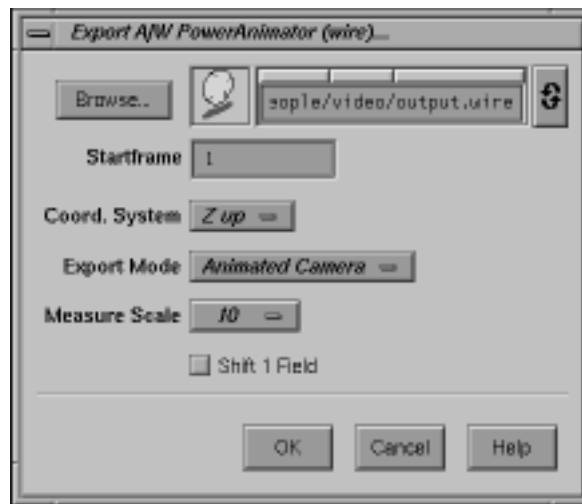 Export A/W PowerAnimator (wire)...
Browse..
eople/video/output.wire
Startframe 1
Coord. System Z up
Export Mode Animated Camera
Measure Scale 10
Shift 1 Field
OK Cancel Help